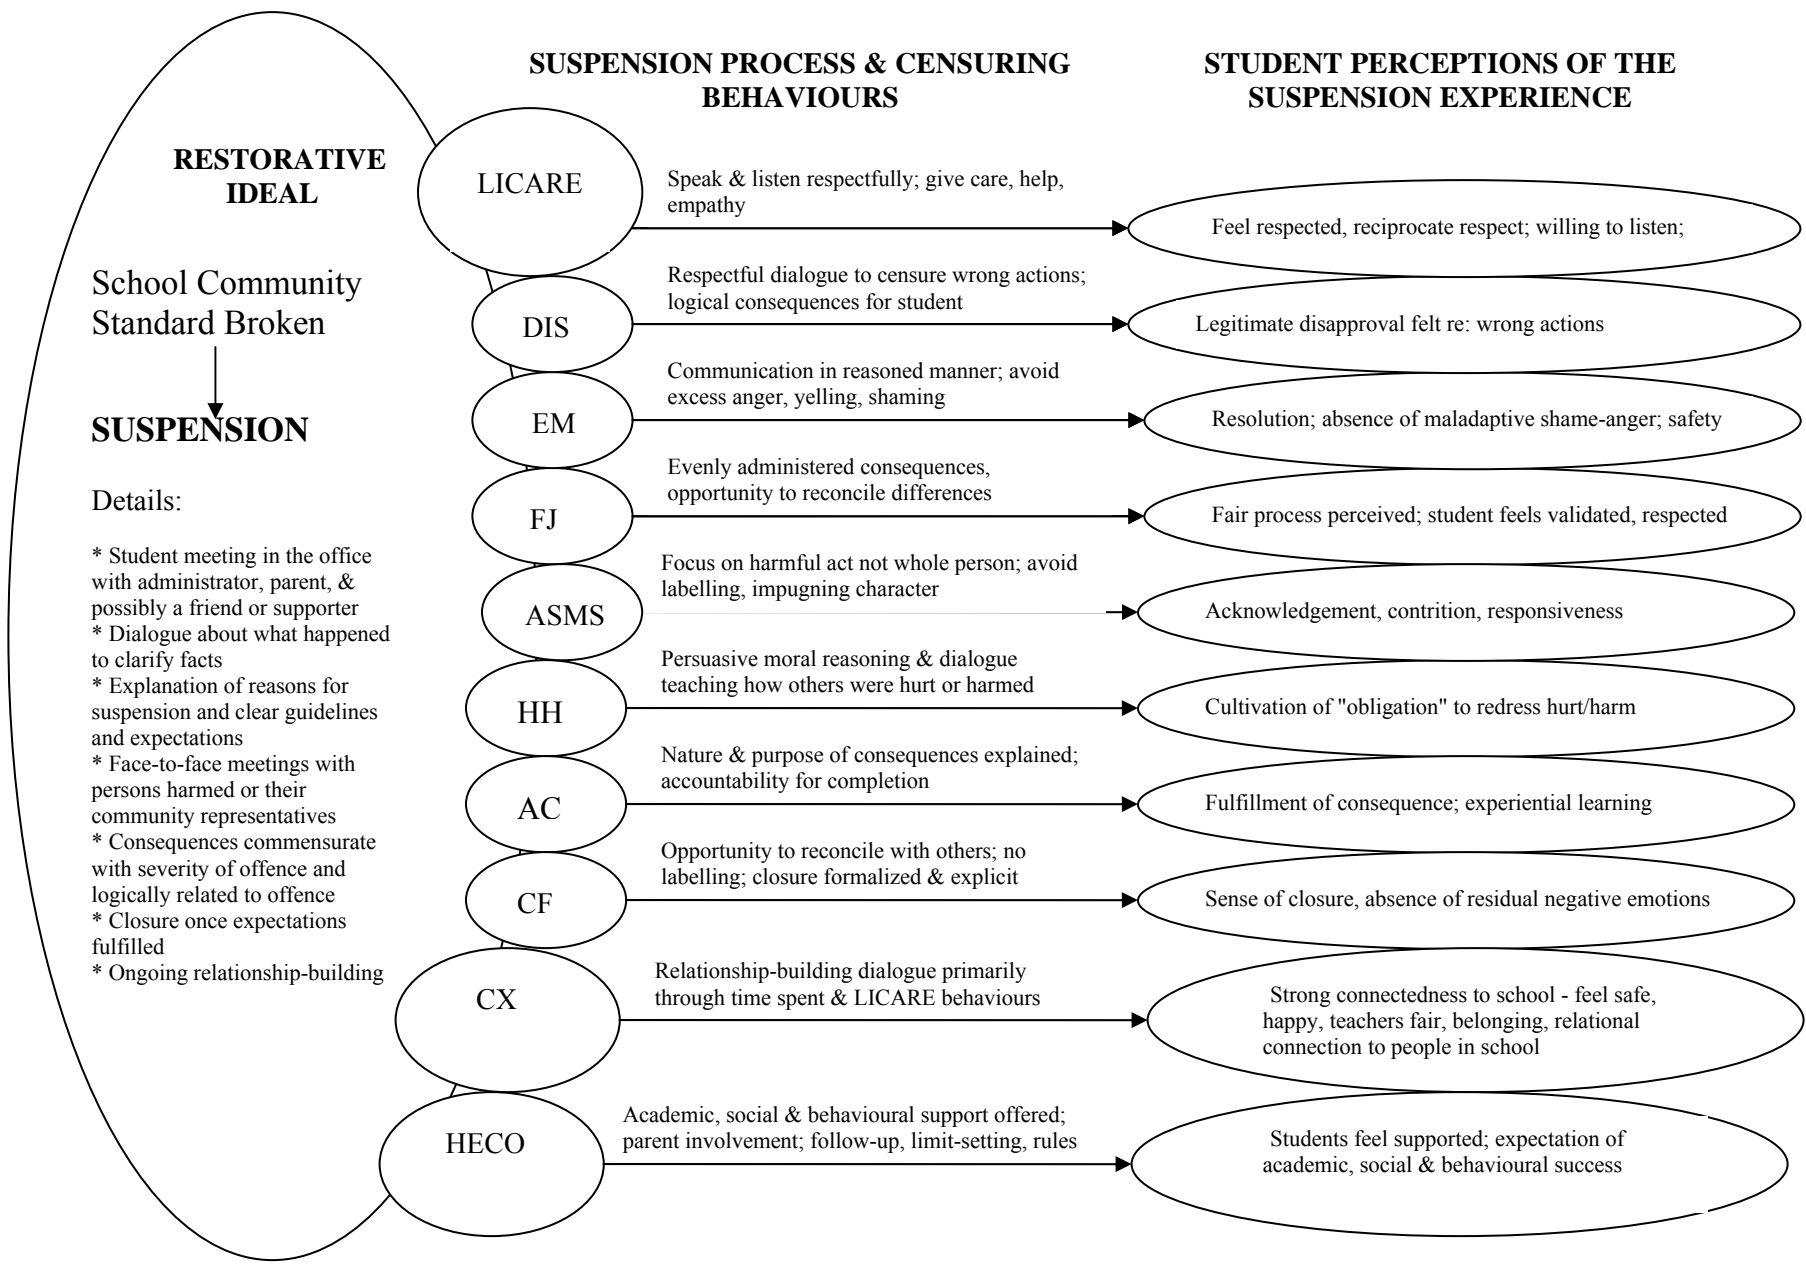 SUSPENSION PROCESS & CENSURING
BEHAVIOURS
STUDENT PERCEPTIONS OF THE
SUSPENSION EXPERIENCE
RESTORATIVE
IDEAL
School Community
Standard Broken
SUSPENSION
Details:
* Student meeting in the office
with administrator, parent, &
possibly a friend or supporter
* Dialogue about what happened
to clarify facts
* Explanation of reasons for
suspension and clear guidelines
and expectations
* Face-to-face meetings with
persons harmed or their
community representatives
* Consequences commensurate
with severity of offence and
logically related to offence
* Closure once expectations
fulfilled
* Ongoing relationship-building
LICARE
Speak & listen respectfully; give care, help,
empathy
Feel respected, reciprocate respect; willing to listen;
DIS
Respectful dialogue to censure wrong actions;
logical consequences for student
Legitimate disapproval felt re: wrong actions
EM
Communication in reasoned manner; avoid
excess anger, yelling, shaming
Resolution; absence of maladaptive shame-anger; safety
FJ
Evenly administered consequences,
opportunity to reconcile differences
Fair process perceived; student feels validated, respected
ASMS
Focus on harmful act not whole person; avoid
labelling, impugning character
Acknowledgement, contrition, responsiveness
HH
Persuasive moral reasoning & dialogue
teaching how others were hurt or harmed
Cultivation of "obligation" to redress hurt/harm
AC
Nature & purpose of consequences explained;
accountability for completion
Fulfillment of consequence; experiential learning
CF
Opportunity to reconcile with others; no
labelling; closure formalized & explicit
Sense of closure, absence of residual negative emotions
CX
Relationship-building dialogue primarily
through time spent & LICARE behaviours
Strong connectedness to school - feel safe,
happy, teachers fair, belonging, relational
connection to people in school
HECO
Academic, social & behavioural support offered;
parent involvement; follow-up, limit-setting, rules
Students feel supported; expectation of
academic, social & behavioural success